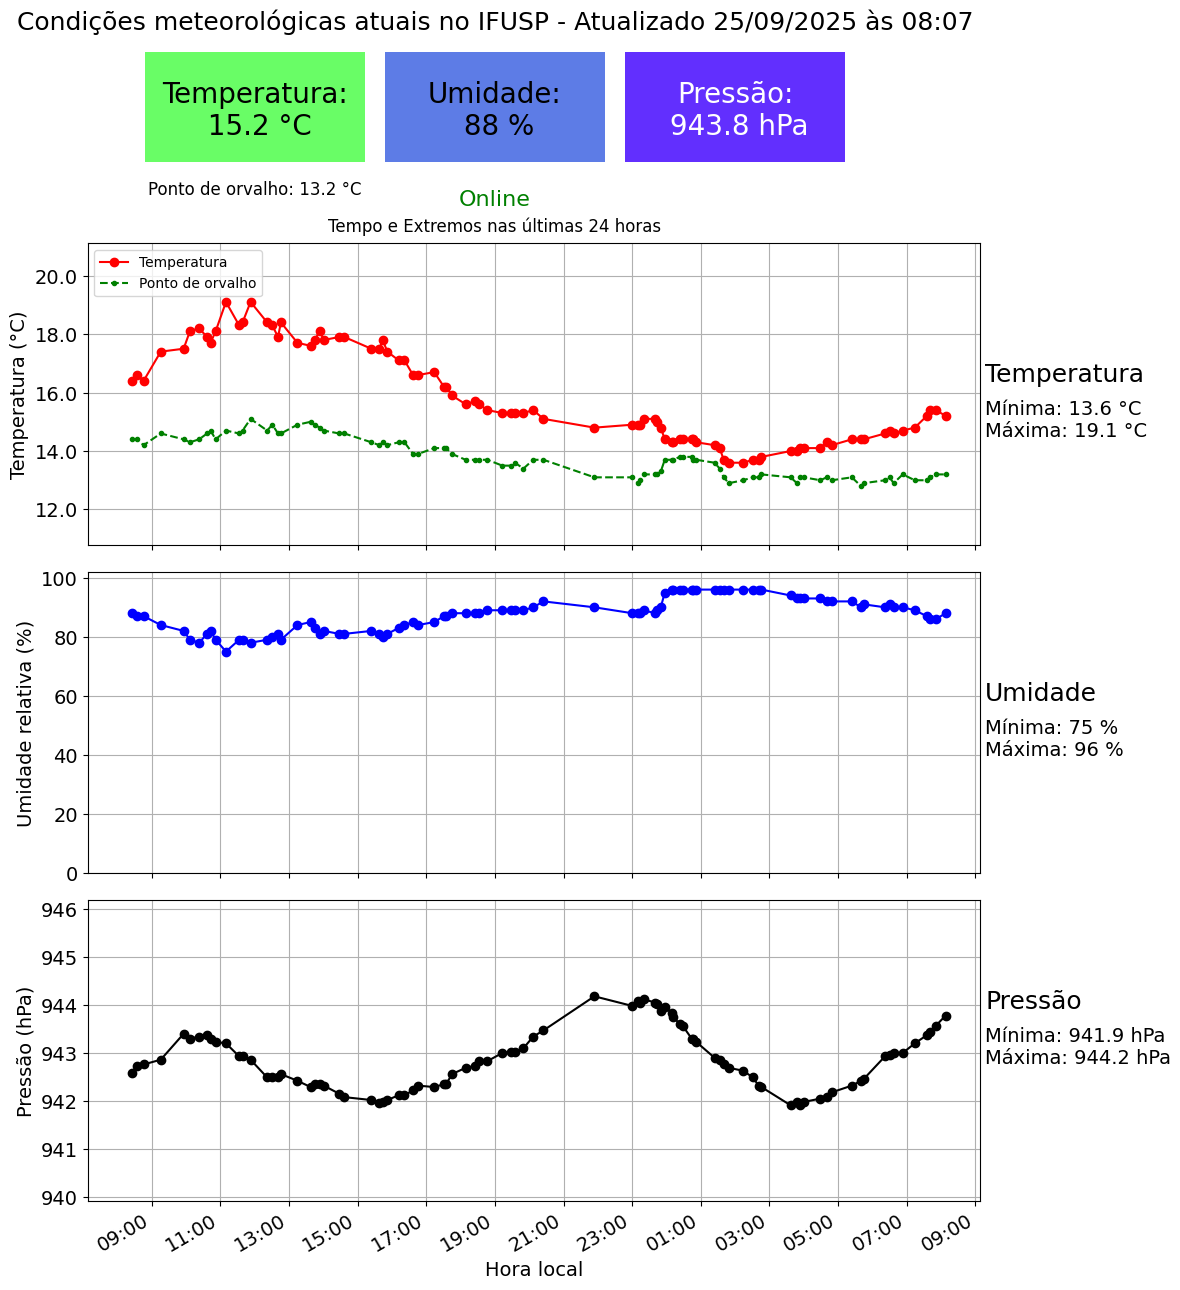 Condições meteorológicas atuais no IFUSP - Atualizado 25/09/2025 às 08:07
Temperatura:
15.2 °C
Umidade:
88 %
Pressão:
943.8 hPa
Ponto de orvalho: 13.2 °C
Online
Tempo e Extremos nas últimas 24 horas
Temperatura
Ponto de orvalho
Temperatura (°C)
20.0
18.0
16.0
14.0
12.0
Temperatura
Mínima: 13.6 °C
Máxima: 19.1 °C
Umidade relativa (%)
100
80
60
40
20
0
Umidade
Mínima: 75 %
Máxima: 96 %
Pressão (hPa)
946
945
944
943
942
941
940
Pressão
Mínima: 941.9 hPa
Máxima: 944.2 hPa
09:00 11:00 13:00 15:00 17:00 19:00 21:00 23:00 01:00 03:00 05:00 07:00 09:00
Hora local